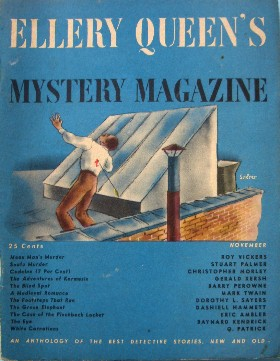 ELLERY QUEEN'S
MYSTERY MAGAZINE
25 Cents NOVEMBER
Mean Man's Murder ROY VICKERS
Snafu Murder STUART PALMER
Codeine (7 Per Cent) CHRISTOPHER MORLEY
The Adventures of Karmesin GERALD KERSH
The Blind Spot BARRY PEROWNE
A Medieval Romance MARK TWAIN
The Footsteps That Ran DOROTHY L. SAYERS
The Green Elephant DASHIELL HAMMETT
The Case of the Pinchbeck Locket ERIC AMBLER
The Eye BAYNARD KENDRICK
White Carnations Q. PATRICK
AN ANTHOLOGY OF THE BEST DETECTIVE STORIES, NEW AND OLD